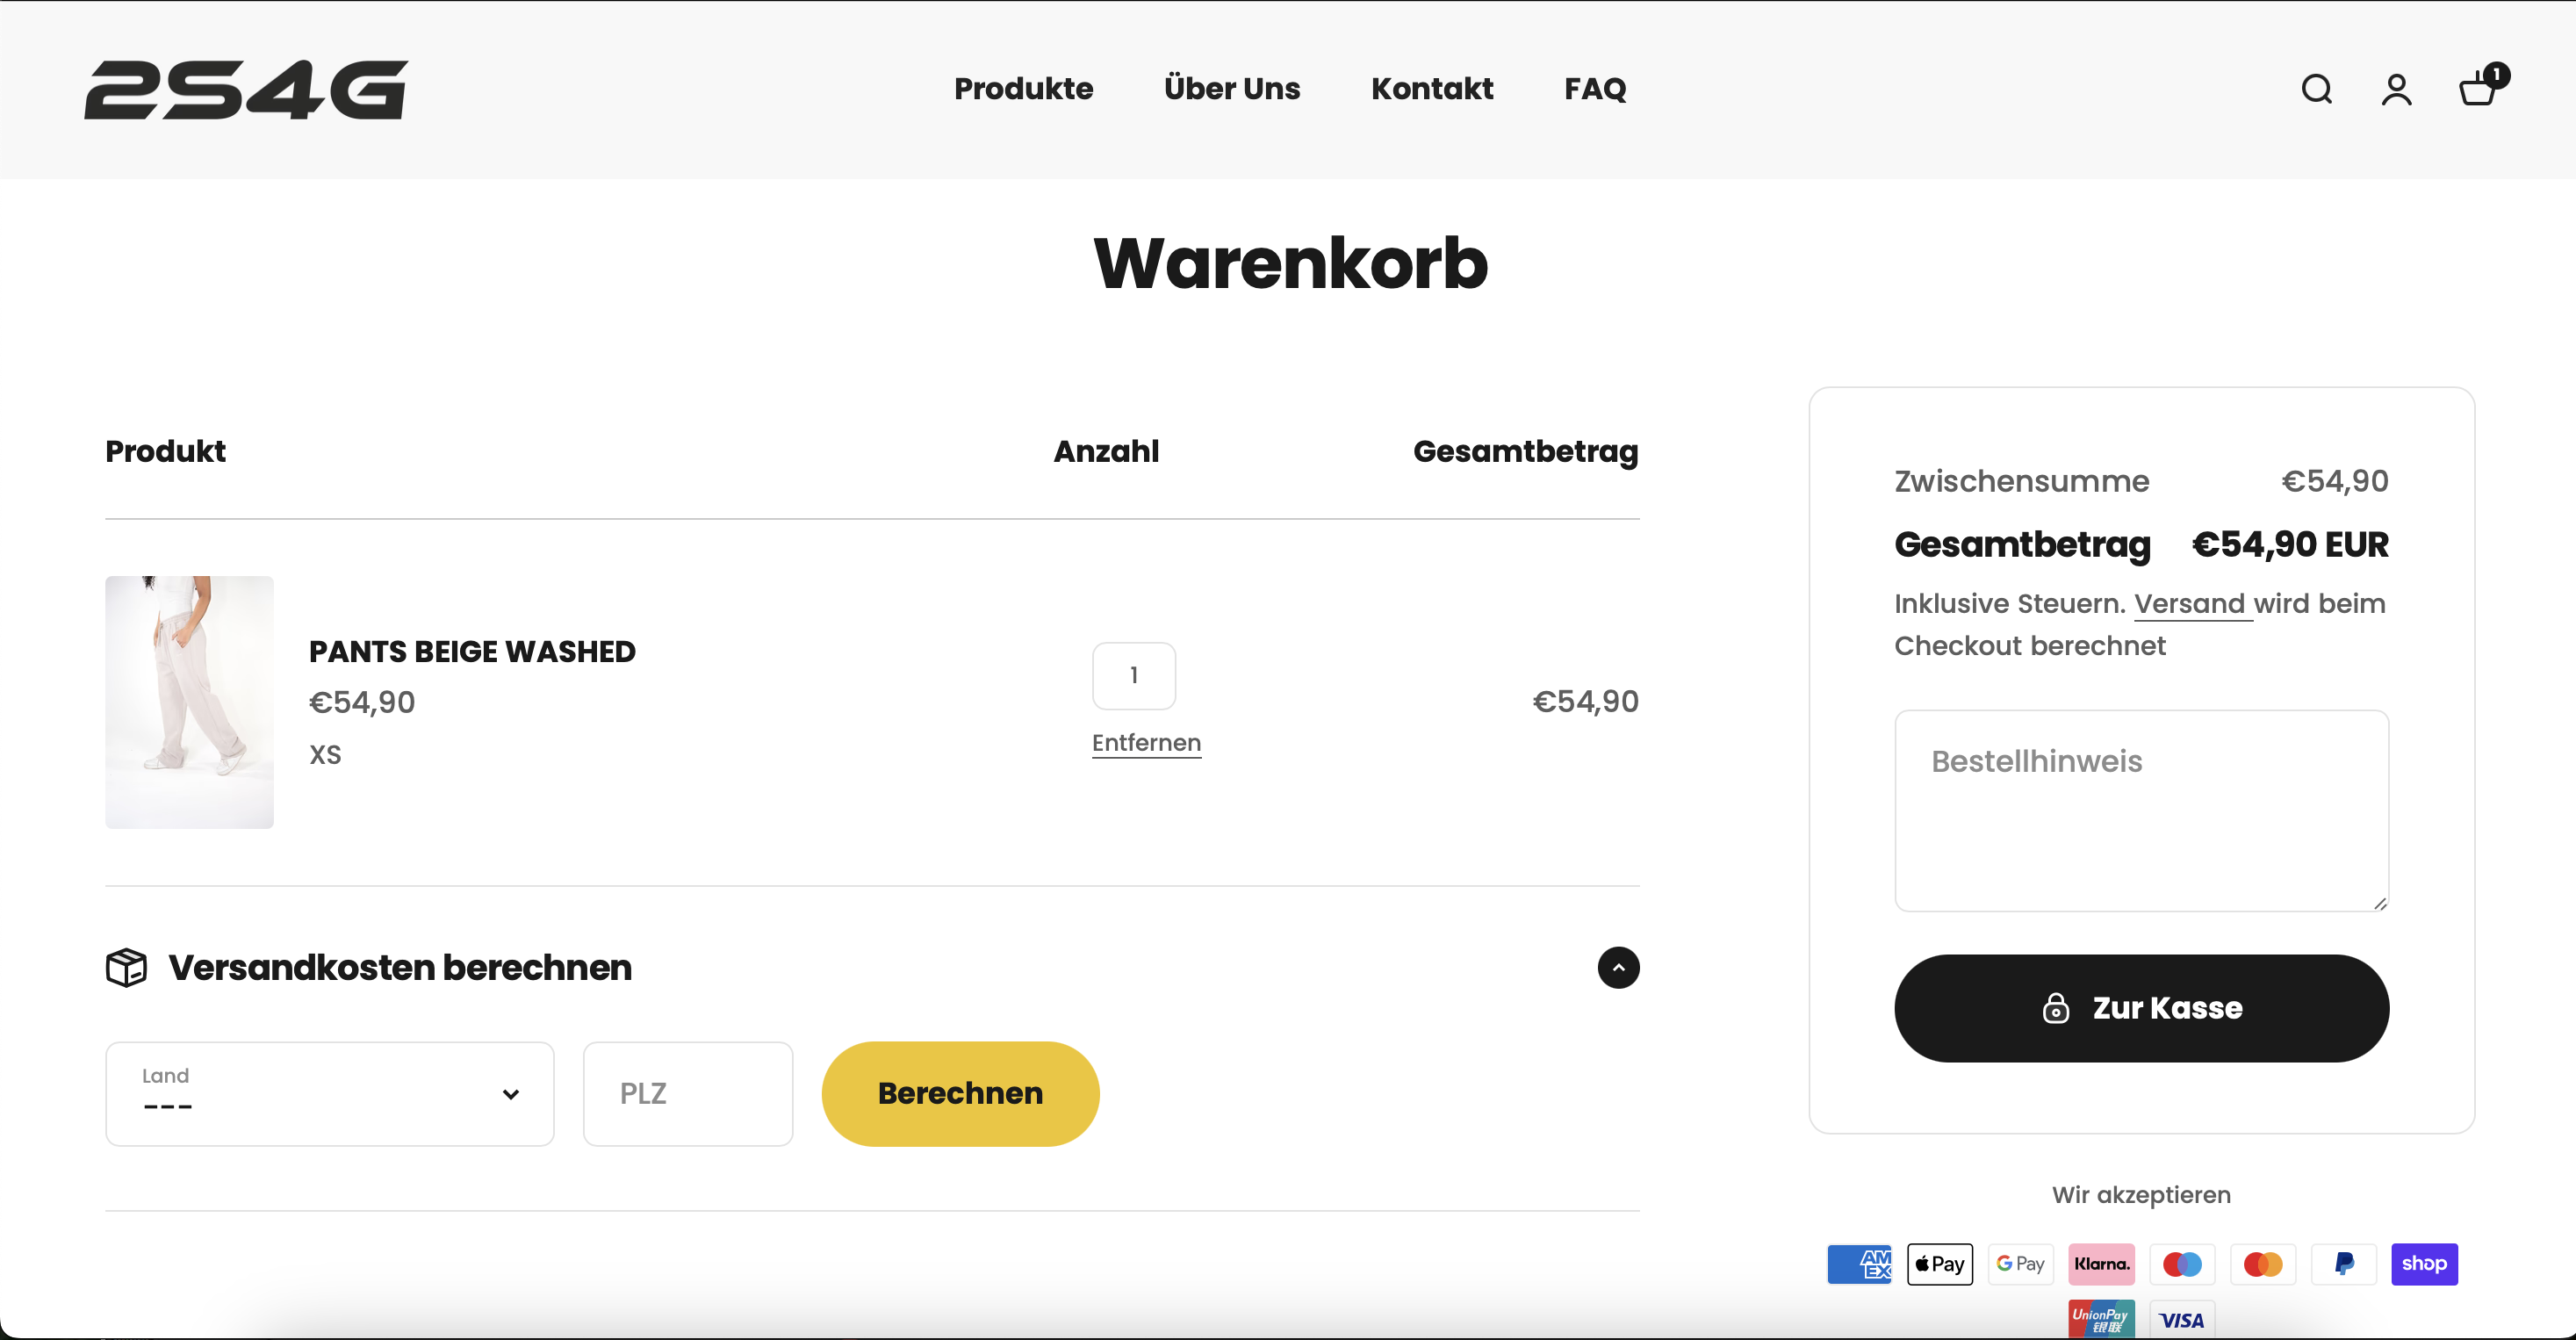 2S4G
Produkte
Über Uns
Kontakt
FAQ
1
Warenkorb
Produkt
Anzahl
Gesamtbetrag
PANTS BEIGE WASHED
€54,90
XS
1
Entfernen
€54,90
Versandkosten berechnen
Land
---
PLZ
Berechnen
Zwischensumme
€54,90
Gesamtbetrag
€54,90 EUR
Inklusive Steuern. Versand wird beim
Checkout berechnet
Bestellhinweis
Zur Kasse
Wir akzeptieren
AM
EX
Pay
G Pay
Klarna.
shop
UnionPay
银联
VISA